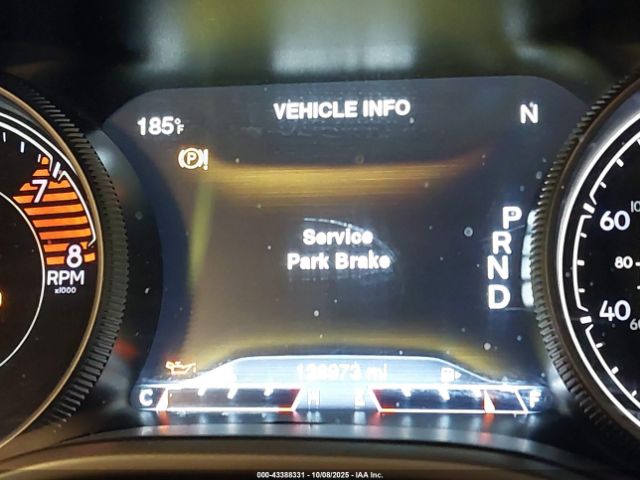 VEHICLE INFO
185°F
N
P
R
N
D
Service
Park Brake
7
8
RPM
x1000
60
80
40
mi
C H E F
000-43388331 - 10/08/2025 - IAA Inc.